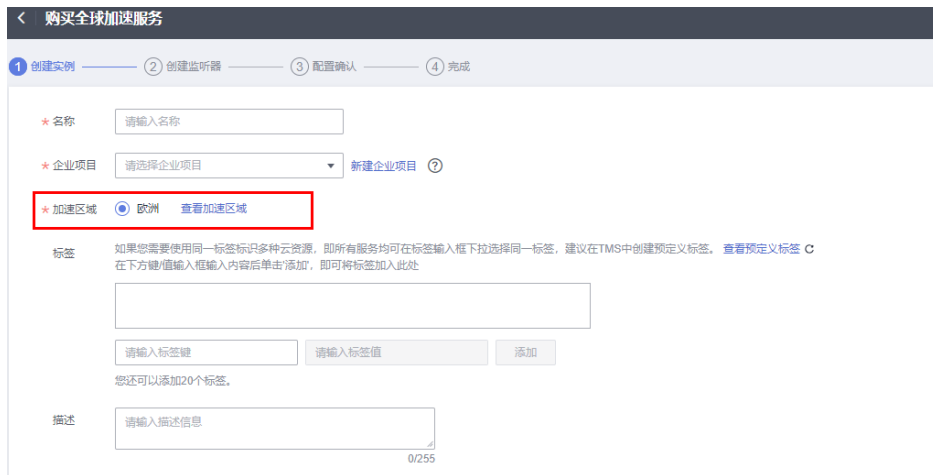 购买全球加速服务
1 创建实例 2 创建监听器 3 配置确认 4 完成
* 名称 请输入名称
* 企业项目 请选择企业项目 新建企业项目 ?
* 加速区域 欧洲 查看加速区域
标签 如果您需要使用同一标签标识多种云资源，即所有服务均可在标签输入框下拉选择同一标签，建议在TMS中创建预定义标签。 查看预定义标签
在下方键/值输入框输入内容后单击'添加'，即可将标签加入此处
请输入标签键 请输入标签值 添加
您还可以添加20个标签。
描述 请输入描述信息
0/255